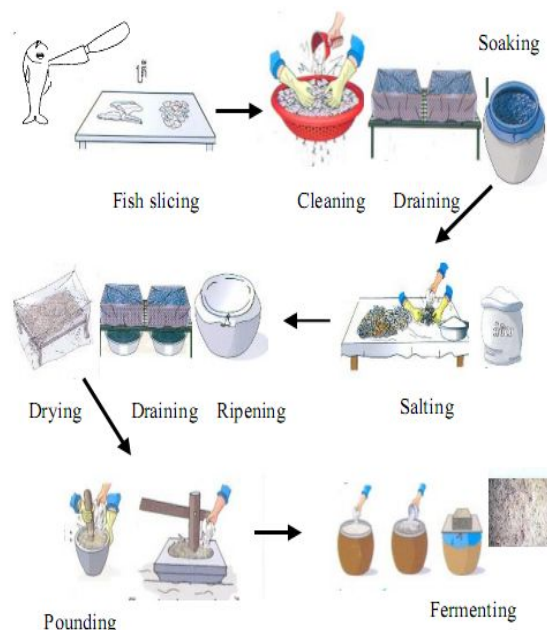 Soaking
Fish slicing
Cleaning
Draining
Drying
Draining
Ripening
Salting
Pounding
Fermenting